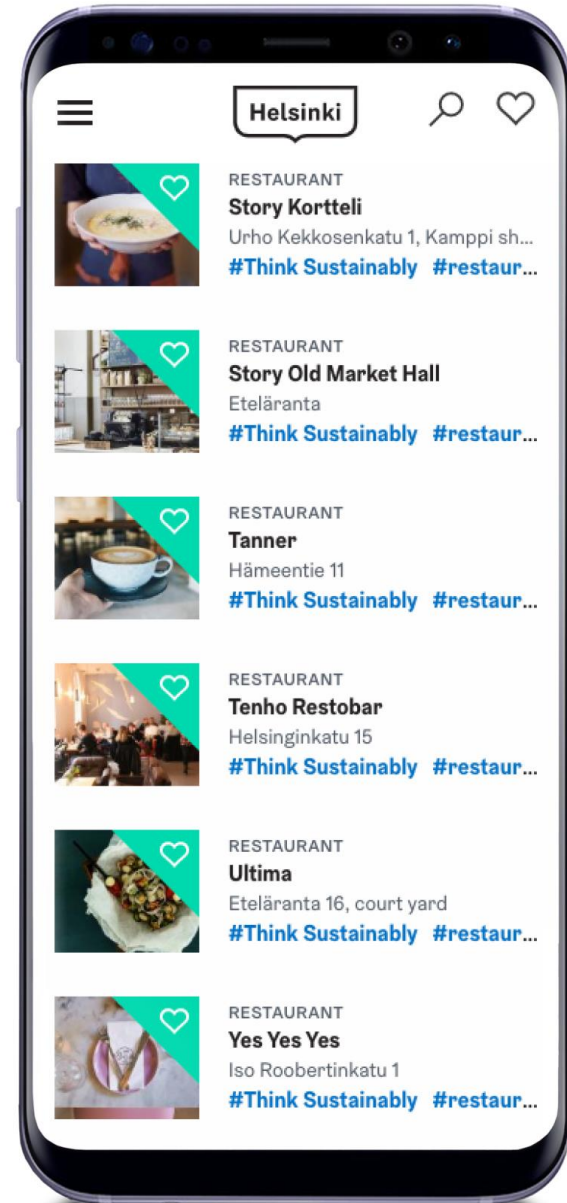 Helsinki
RESTAURANT
Story Kortteli
Urho Kekkosenkatu 1, Kamppi sh...
#Think Sustainably #restaur...
RESTAURANT
Story Old Market Hall
Eteläranta
#Think Sustainably #restaur...
RESTAURANT
Tanner
Hämeentie 11
#Think Sustainably #restaur...
RESTAURANT
Tenho Restobar
Helsinginkatu 15
#Think Sustainably #restaur...
RESTAURANT
Ultima
Eteläranta 16, court yard
#Think Sustainably #restaur...
RESTAURANT
Yes Yes Yes
Iso Roobertinkatu 1
#Think Sustainably #restaur...